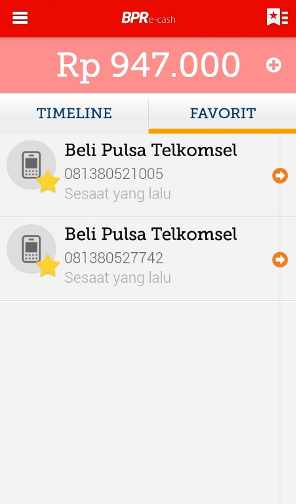 BPR e-cash
Rp 947.000
TIMELINE
FAVORIT
Beli Pulsa Telkomsel
081380521005
Sesaat yang lalu
Beli Pulsa Telkomsel
081380527742
Sesaat yang lalu